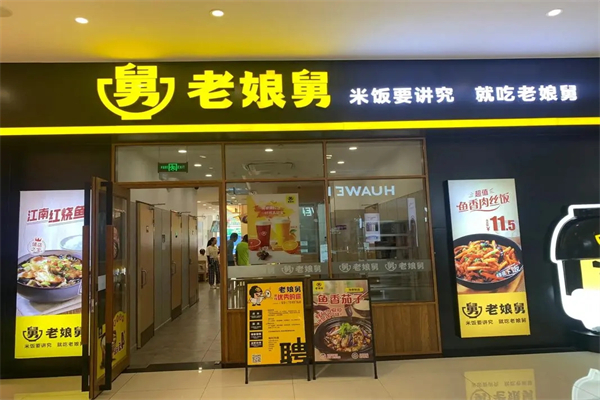 舅 老娘舅 米饭要讲究 就吃老娘舅
HUAWEI
江南红烧鱼
舅 老娘舅
米饭要讲究 就吃老娘舅
老娘舅
聘
鱼香茄子
超值
鱼香肉丝饭
11.5
舅 老娘舅
米饭要讲究 就吃老娘舅